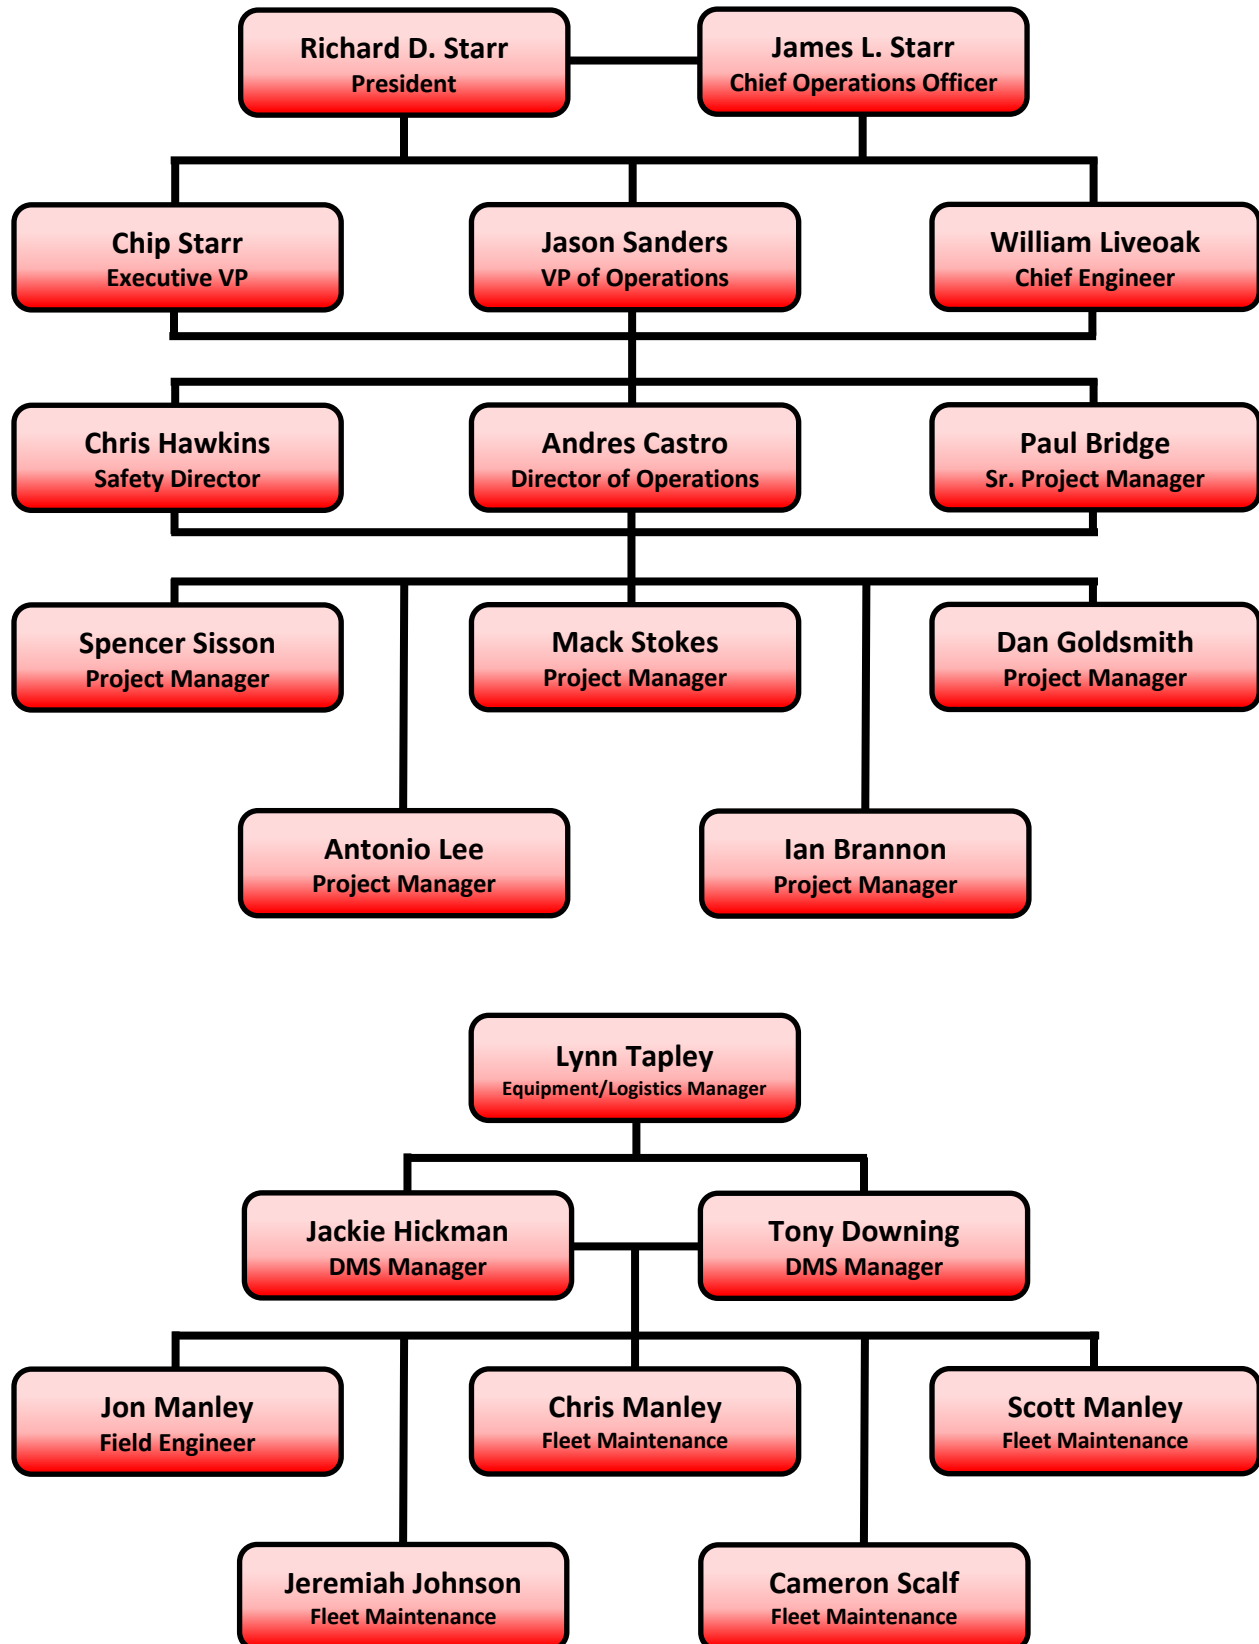 Richard D. Starr
President
James L. Starr
Chief Operations Officer
Chip Starr
Executive VP
Jason Sanders
VP of Operations
William Liveoak
Chief Engineer
Chris Hawkins
Safety Director
Andres Castro
Director of Operations
Paul Bridge
Sr. Project Manager
Spencer Sisson
Project Manager
Mack Stokes
Project Manager
Dan Goldsmith
Project Manager
Antonio Lee
Project Manager
Ian Brannon
Project Manager
Lynn Tapley
Equipment/Logistics Manager
Jackie Hickman
DMS Manager
Tony Downing
DMS Manager
Jon Manley
Field Engineer
Chris Manley
Fleet Maintenance
Scott Manley
Fleet Maintenance
Jeremiah Johnson
Fleet Maintenance
Cameron Scalf
Fleet Maintenance